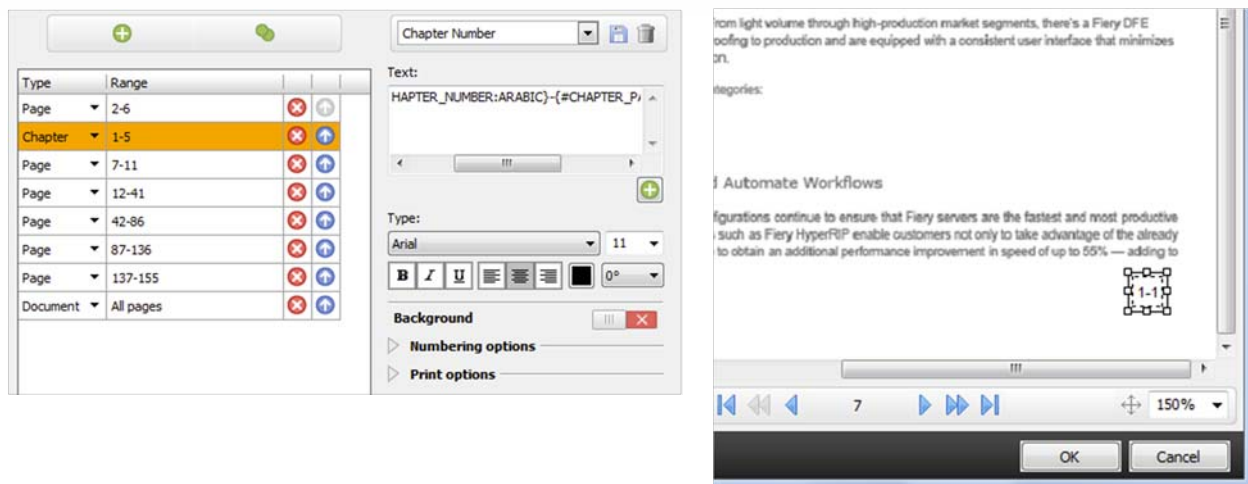 Chapter Number
Text:
HAPTER_NUMBER:ARABIC}-{#CHAPTER_P
Type Range
Page 2-6
Chapter 1-5
Page 7-11
Page 12-41
Page 42-86
Page 87-136
Page 137-155
Document All pages
Type:
Arial 11
B I U 0°
Background
Numbering options
Print options
rom light volume through high-production market segments, there's a Fiery DFE
oofing to production and are equipped with a consistent user interface that minimizes
on.
ategories:
d Automate Workflows
figurations continue to ensure that Fiery servers are the fastest and most productive
such as Fiery HyperRIP enable customers not only to take advantage of the already
to obtain an additional performance improvement in speed of up to 55% — adding to
1-1
7 150%
OK Cancel